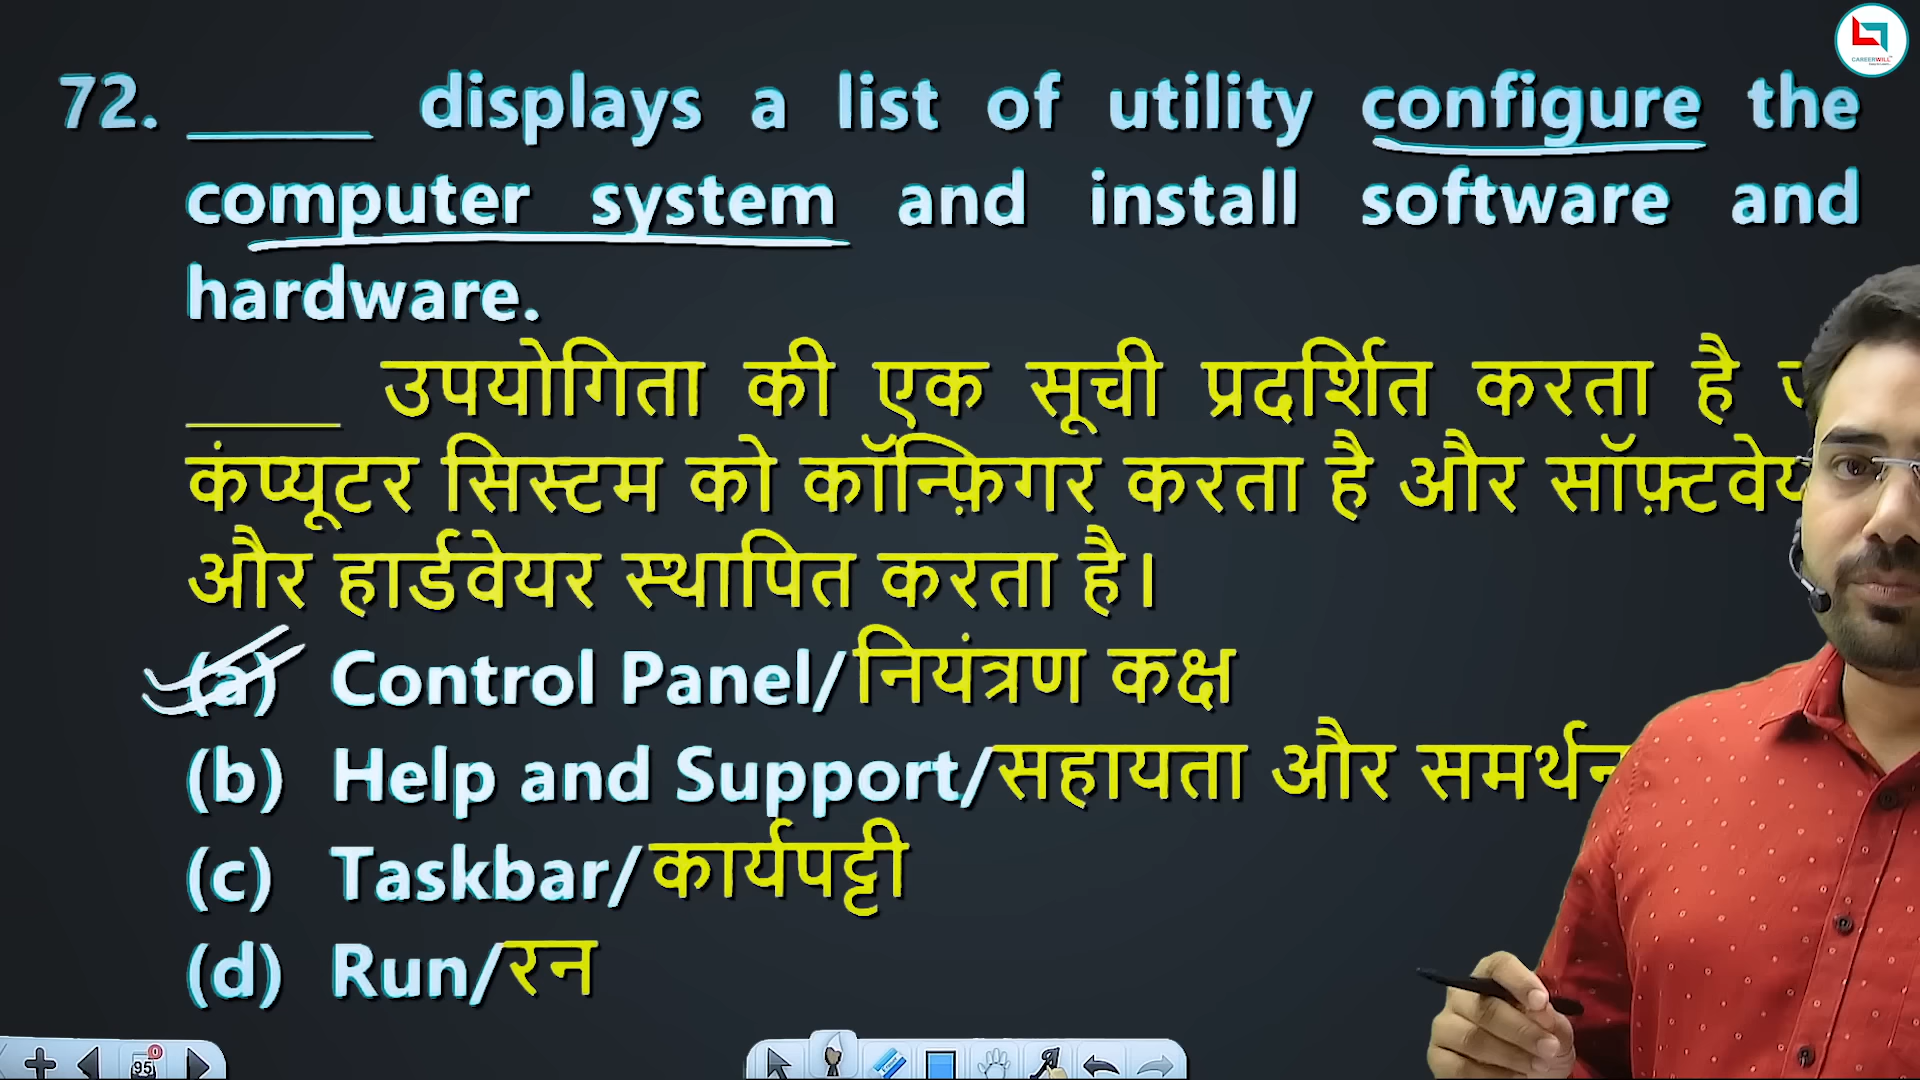 CAREERWILL
72. _____ displays a list of utility configure the
computer system and install software and
hardware.
_____ उपयोगिता की एक सूची प्रदर्शित करता है
कंप्यूटर सिस्टम को कॉन्फ़िगर करता है और
और हार्डवेयर स्थापित करता है।
(a) Control Panel/नियंत्रण कक्ष
(b) Help and Support/सहायता और समर्थन
(c) Taskbar/कार्यपट्टी
(d) Run/रन
95